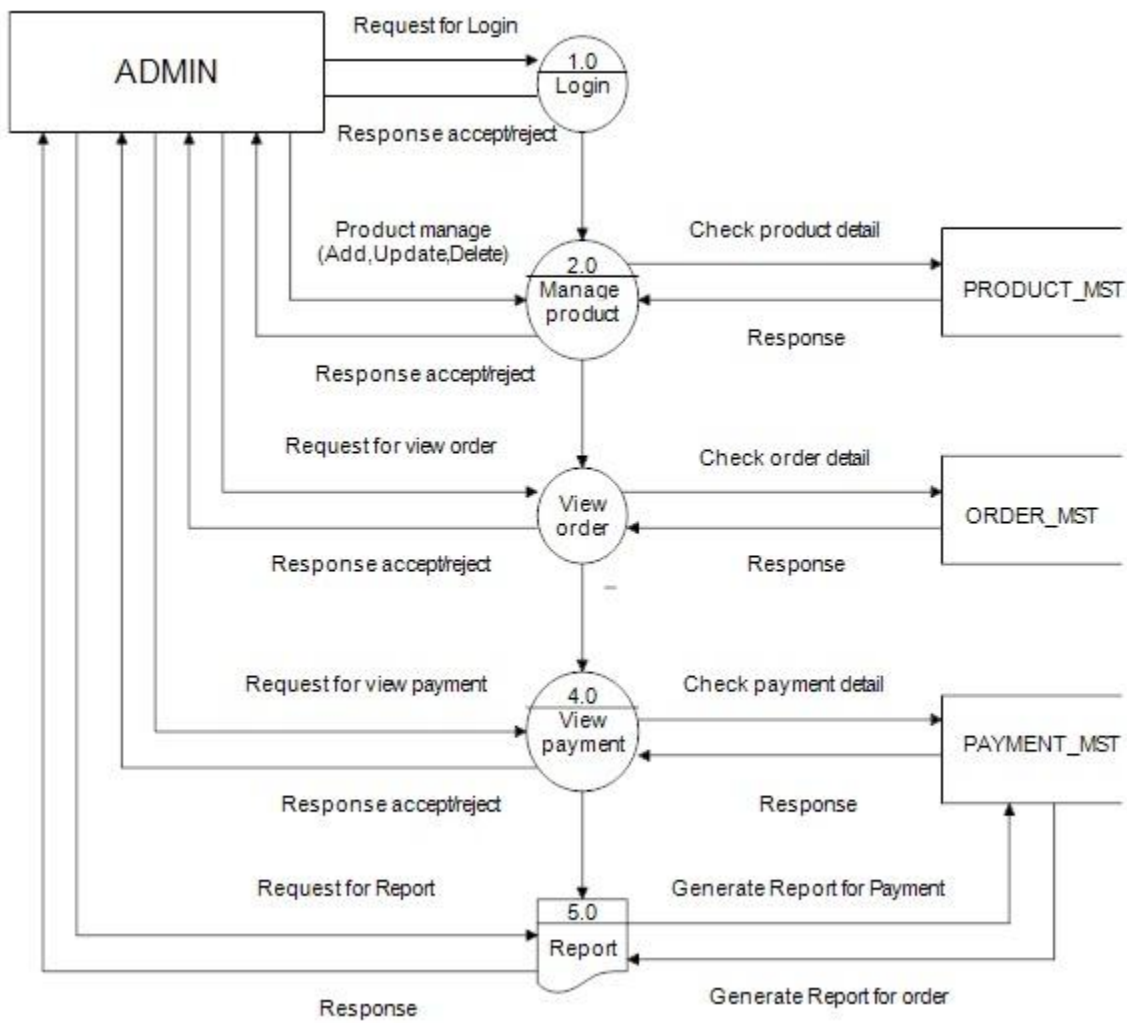 Request for Login
ADMIN
1.0
Login
Response accept/reject
Product manage
(Add,Update,Delete)
Check product detail
2.0
Manage
product
PRODUCT_MST
Response
Response accept/reject
Request for view order
Check order detail
View
order
ORDER_MST
Response accept/reject
Response
Request for view payment
Check payment detail
4.0
View
payment
PAYMENT_MST
Response accept/reject
Response
Request for Report
Generate Report for Payment
5.0
Report
Generate Report for order
Response